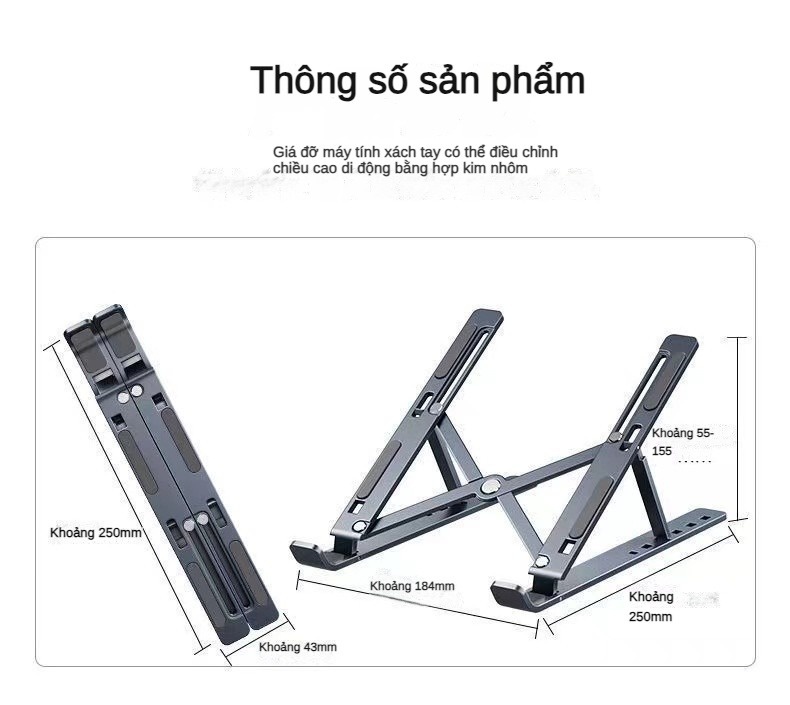 Thông số sản phẩm
Giá đỡ máy tính xách tay có thể điều chỉnh
chiều cao di động bằng hợp kim nhôm
Khoảng 55-
155
Khoảng 250mm
Khoảng 184mm
Khoảng
250mm
Khoảng 43mm